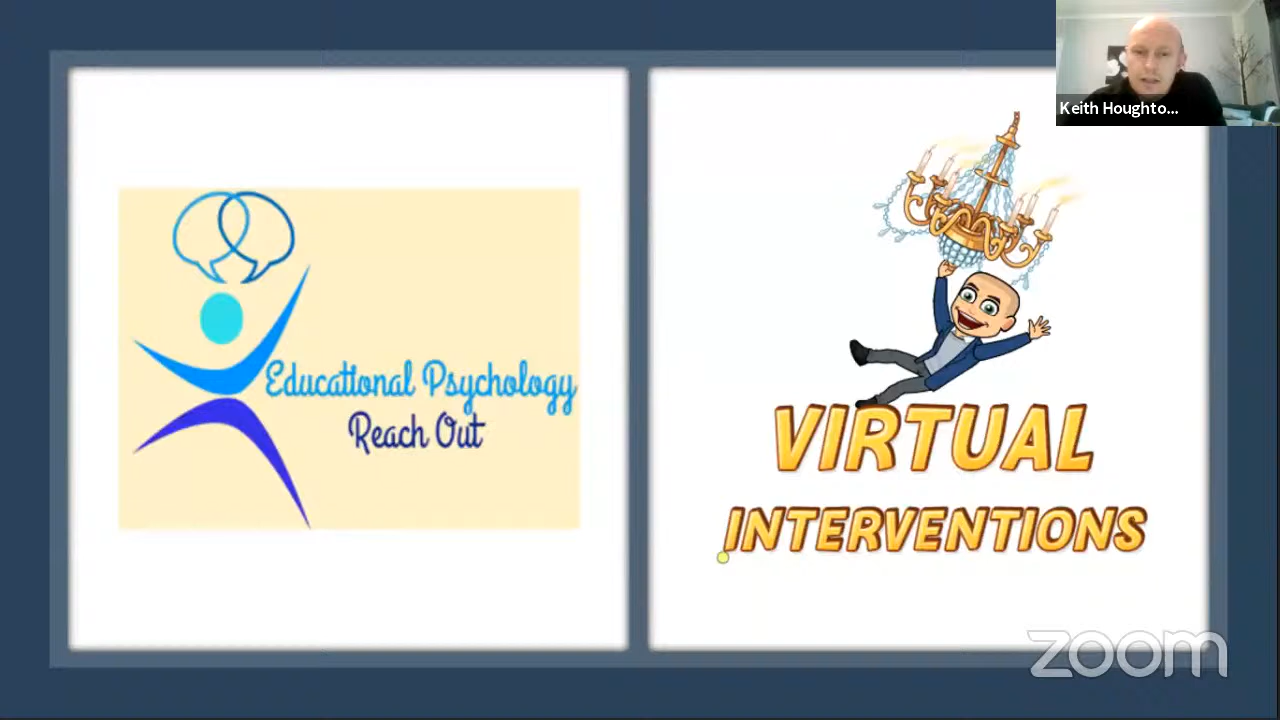 Keith Houghto...
Educational Psychology
Reach Out
VIRTUAL
INTERVENTIONS
zoom